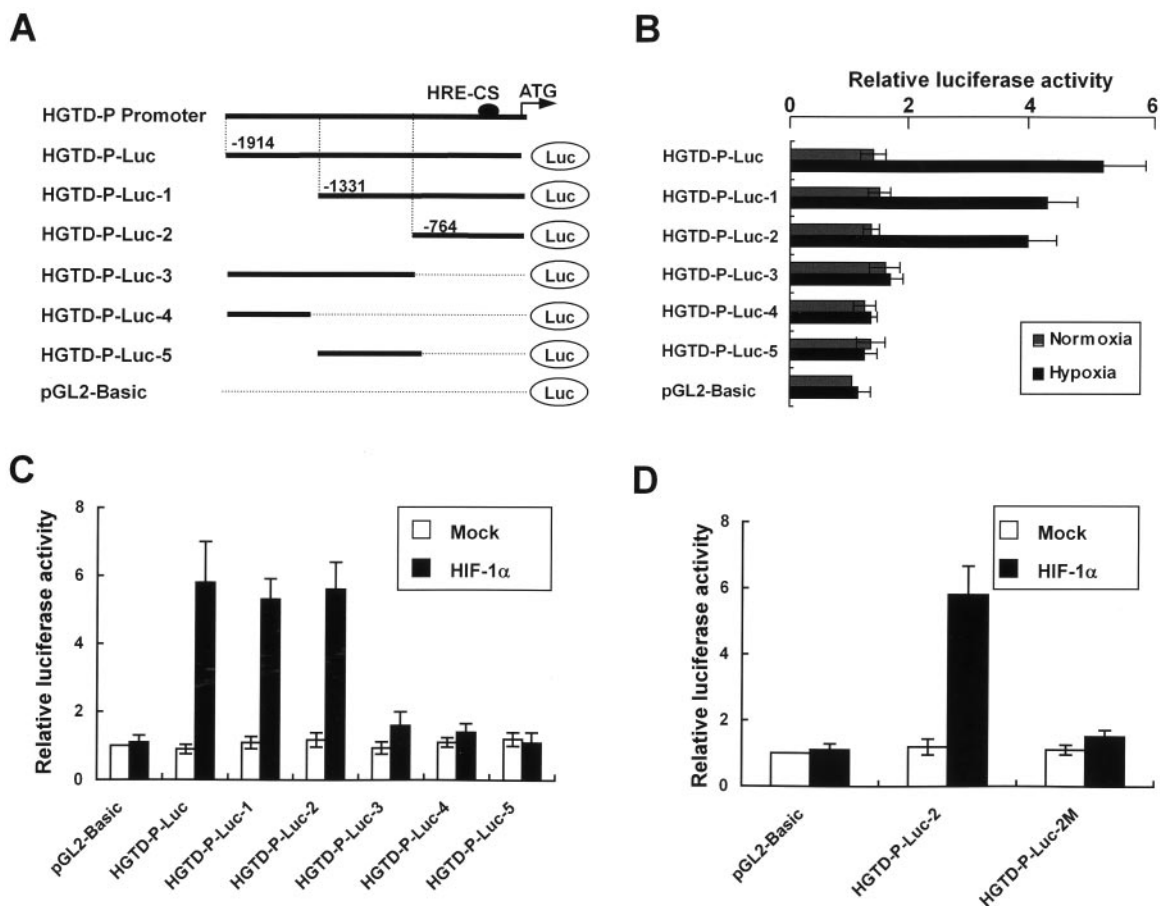 A
HRE-CS
ATG
HGTD-P Promoter
-1914
HGTD-P-Luc
Luc
-1331
HGTD-P-Luc-1
Luc
-764
HGTD-P-Luc-2
Luc
HGTD-P-Luc-3
Luc
HGTD-P-Luc-4
Luc
HGTD-P-Luc-5
Luc
pGL2-Basic
Luc
B
Relative luciferase activity
0 2 4 6
HGTD-P-Luc
HGTD-P-Luc-1
HGTD-P-Luc-2
HGTD-P-Luc-3
HGTD-P-Luc-4
HGTD-P-Luc-5
pGL2-Basic
Normoxia
Hypoxia
C
Relative luciferase activity
8
6
4
2
0
Mock
HIF-1α
pGL2-Basic
HGTD-P-Luc
HGTD-P-Luc-1
HGTD-P-Luc-2
HGTD-P-Luc-3
HGTD-P-Luc-4
HGTD-P-Luc-5
D
Relative luciferase activity
8
6
4
2
0
Mock
HIF-1α
pGL2-Basic
HGTD-P-Luc-2
HGTD-P-Luc-2M